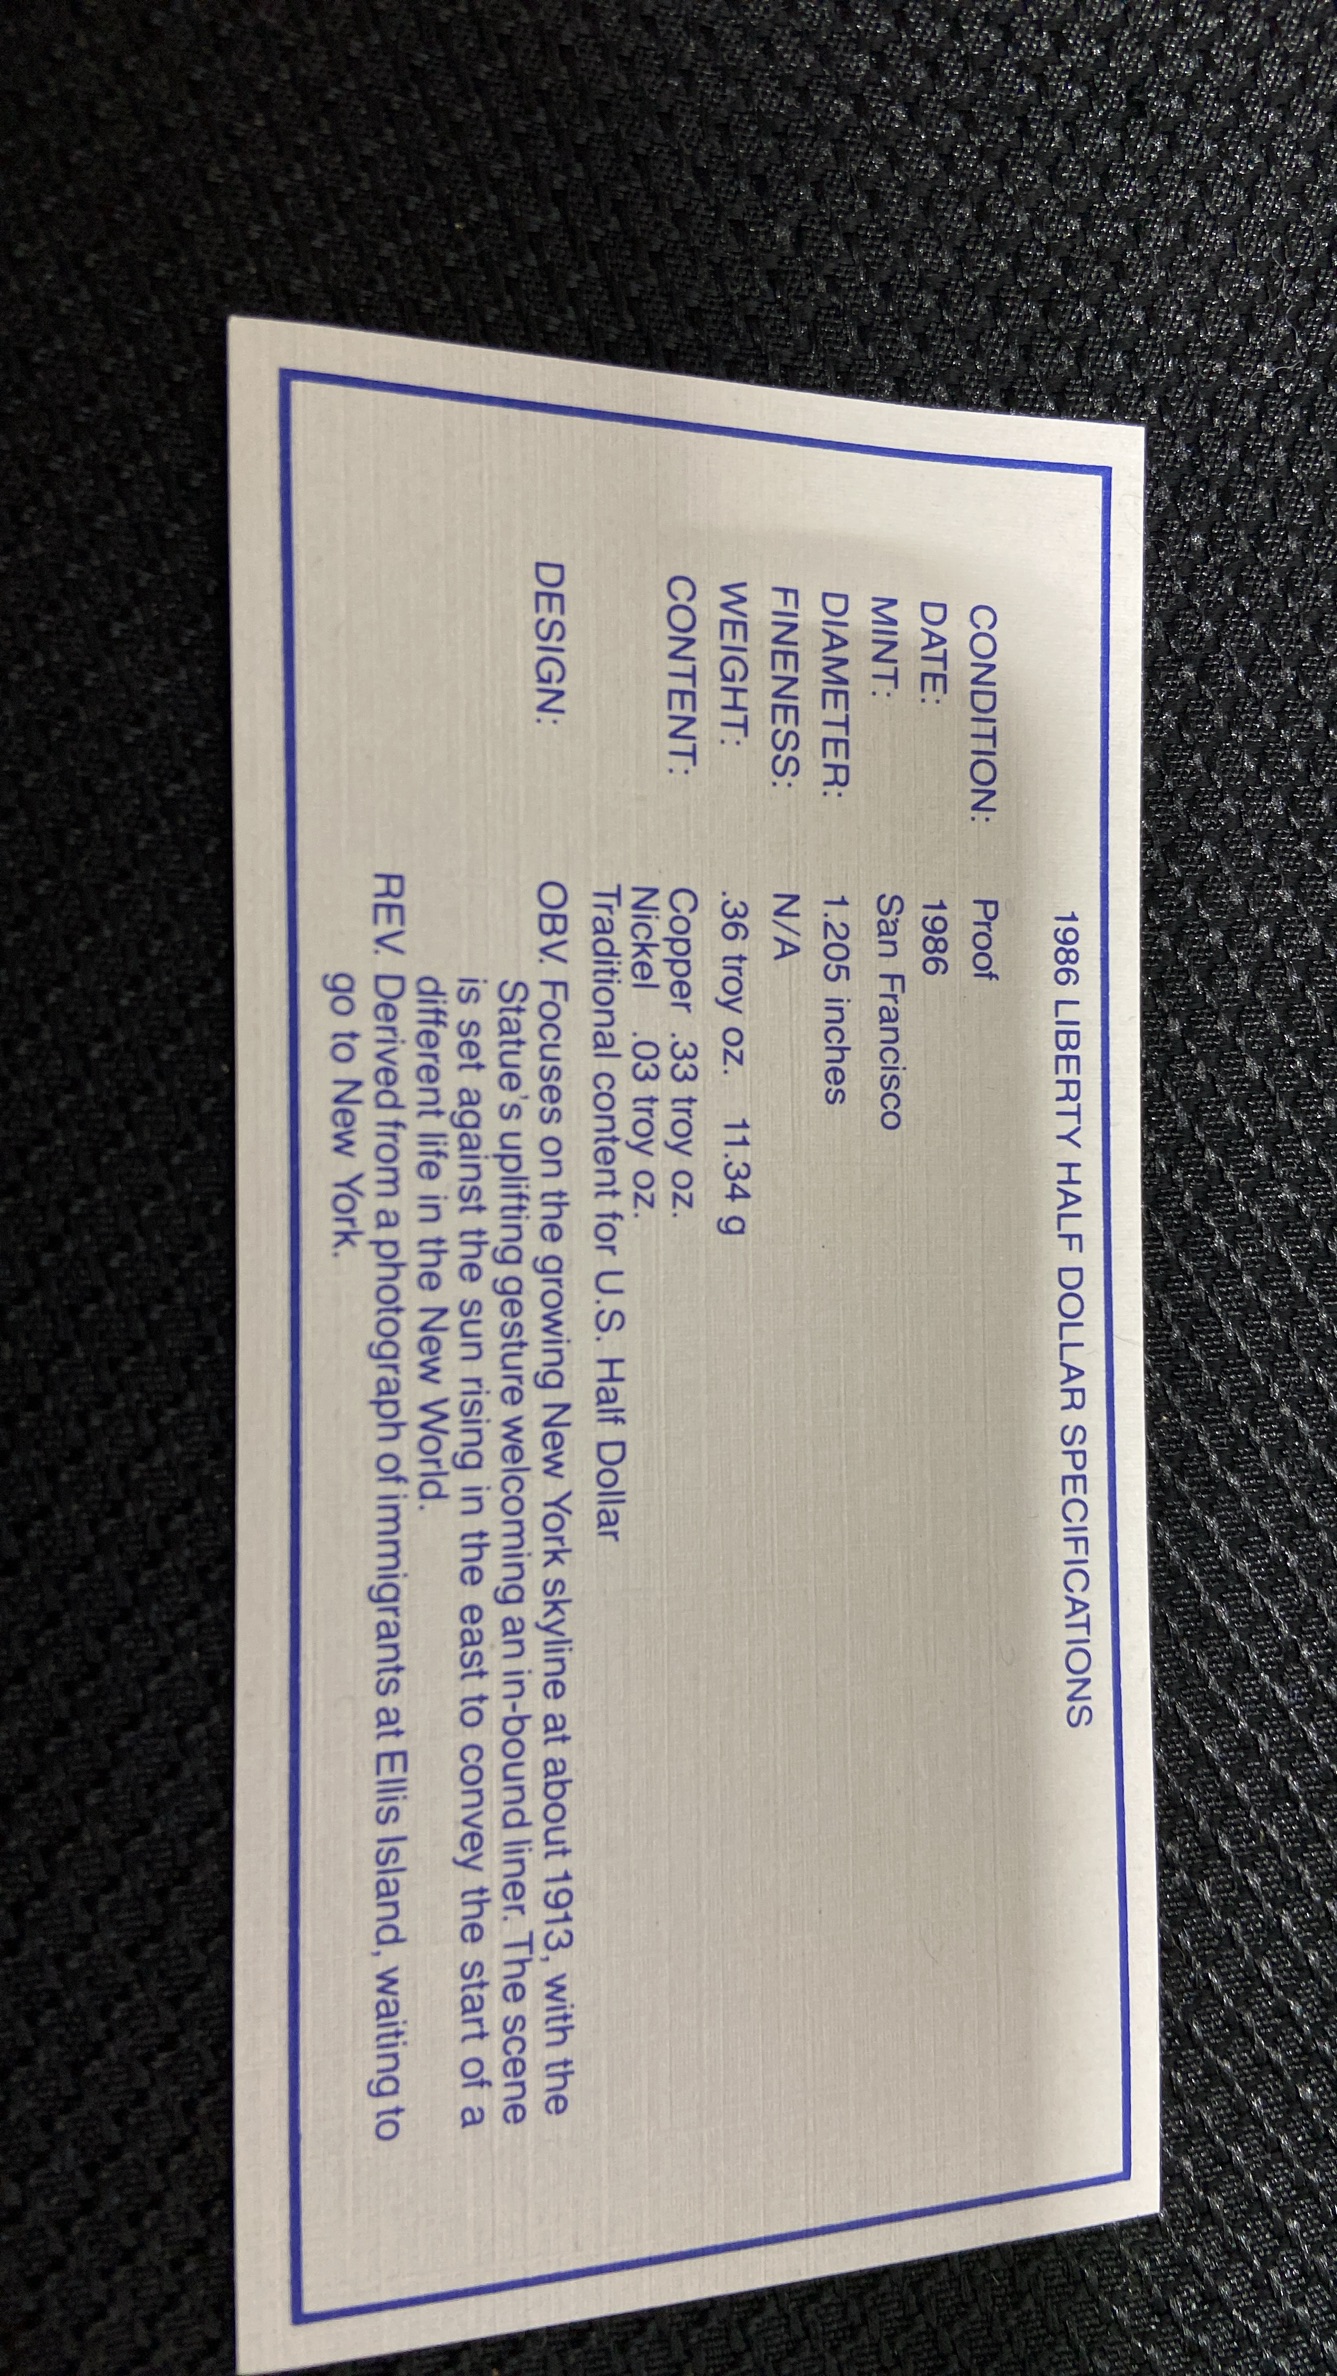 1986 LIBERTY HALF DOLLAR SPECIFICATIONS
CONDITION: Proof
DATE: 1986
MINT: San Francisco
DIAMETER: 1.205 inches
FINENESS: N/A
WEIGHT: .36 troy oz. 11.34 g
CONTENT: Copper .33 troy oz.
Nickel .03 troy oz.
Traditional content for U.S. Half Dollar
DESIGN: OBV. Focuses on the growing New York skyline at about 1913, with the
Statue's uplifting gesture welcoming an in-bound liner. The scene
is set against the sun rising in the east to convey the start of a
different life in the New World.
REV. Derived from a photograph of immigrants at Ellis Island, waiting to
go to New York.